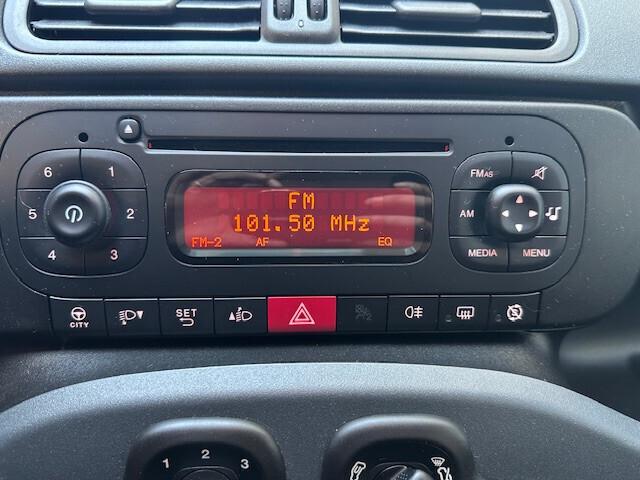 6 1
FMAS
FM
5 2
101.50 MHz
AM
FM-2 AF EQ
4 3
MEDIA MENU
CITY
SET
2
1 2 3